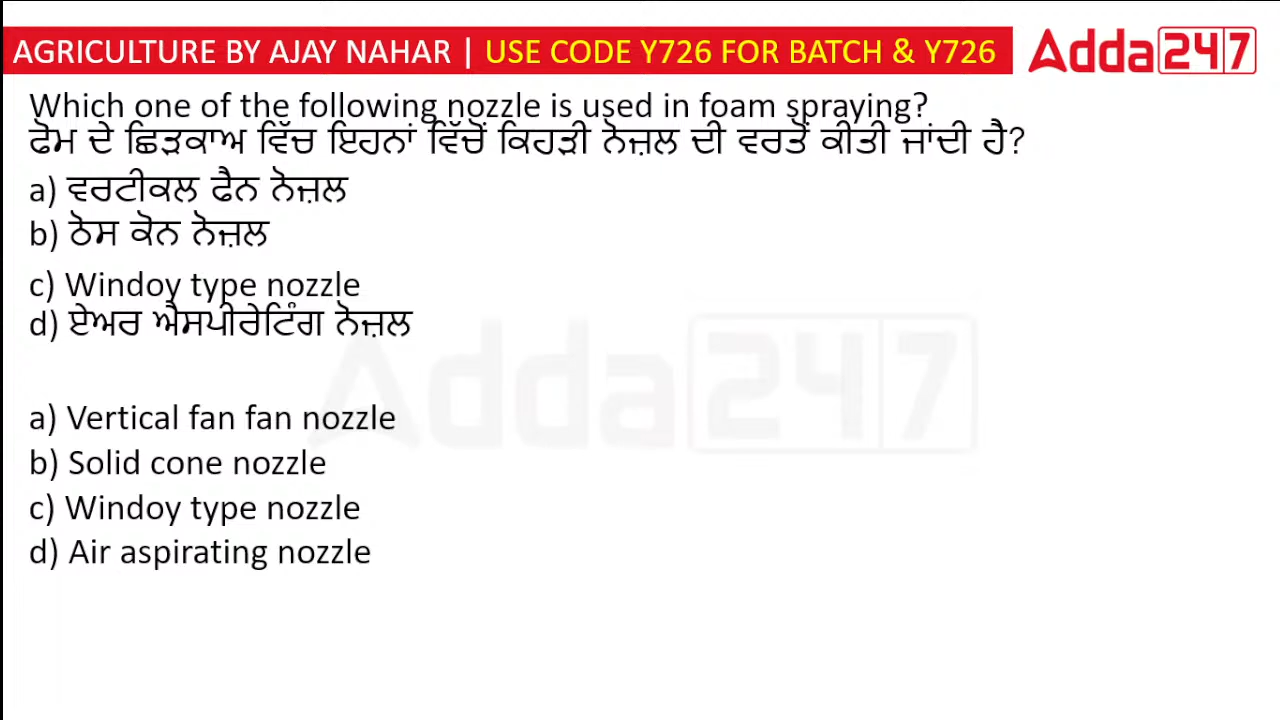 AGRICULTURE BY AJAY NAHAR | USE CODE Y726 FOR BATCH & Y726
Adda247
Which one of the following nozzle is used in foam spraying?
ਫੋਮ ਦੇ ਛਿੜਕਾਅ ਵਿੱਚ ਇਹਨਾਂ ਵਿੱਚੋਂ ਕਿਹੜੀ ਨੋਜ਼ਲ ਦੀ ਵਰਤੋਂ ਕੀਤੀ ਜਾਂਦੀ ਹੈ?
a) ਵਰਟੀਕਲ ਫੈਨ ਨੋਜ਼ਲ
b) ਠੋਸ ਕੋਨ ਨੋਜ਼ਲ
c) Windoy type nozzle
d) ਏਅਰ ਐਸਪੀਰੇਟਿੰਗ ਨੋਜ਼ਲ
Adda247
a) Vertical fan fan nozzle
b) Solid cone nozzle
c) Windoy type nozzle
d) Air aspirating nozzle